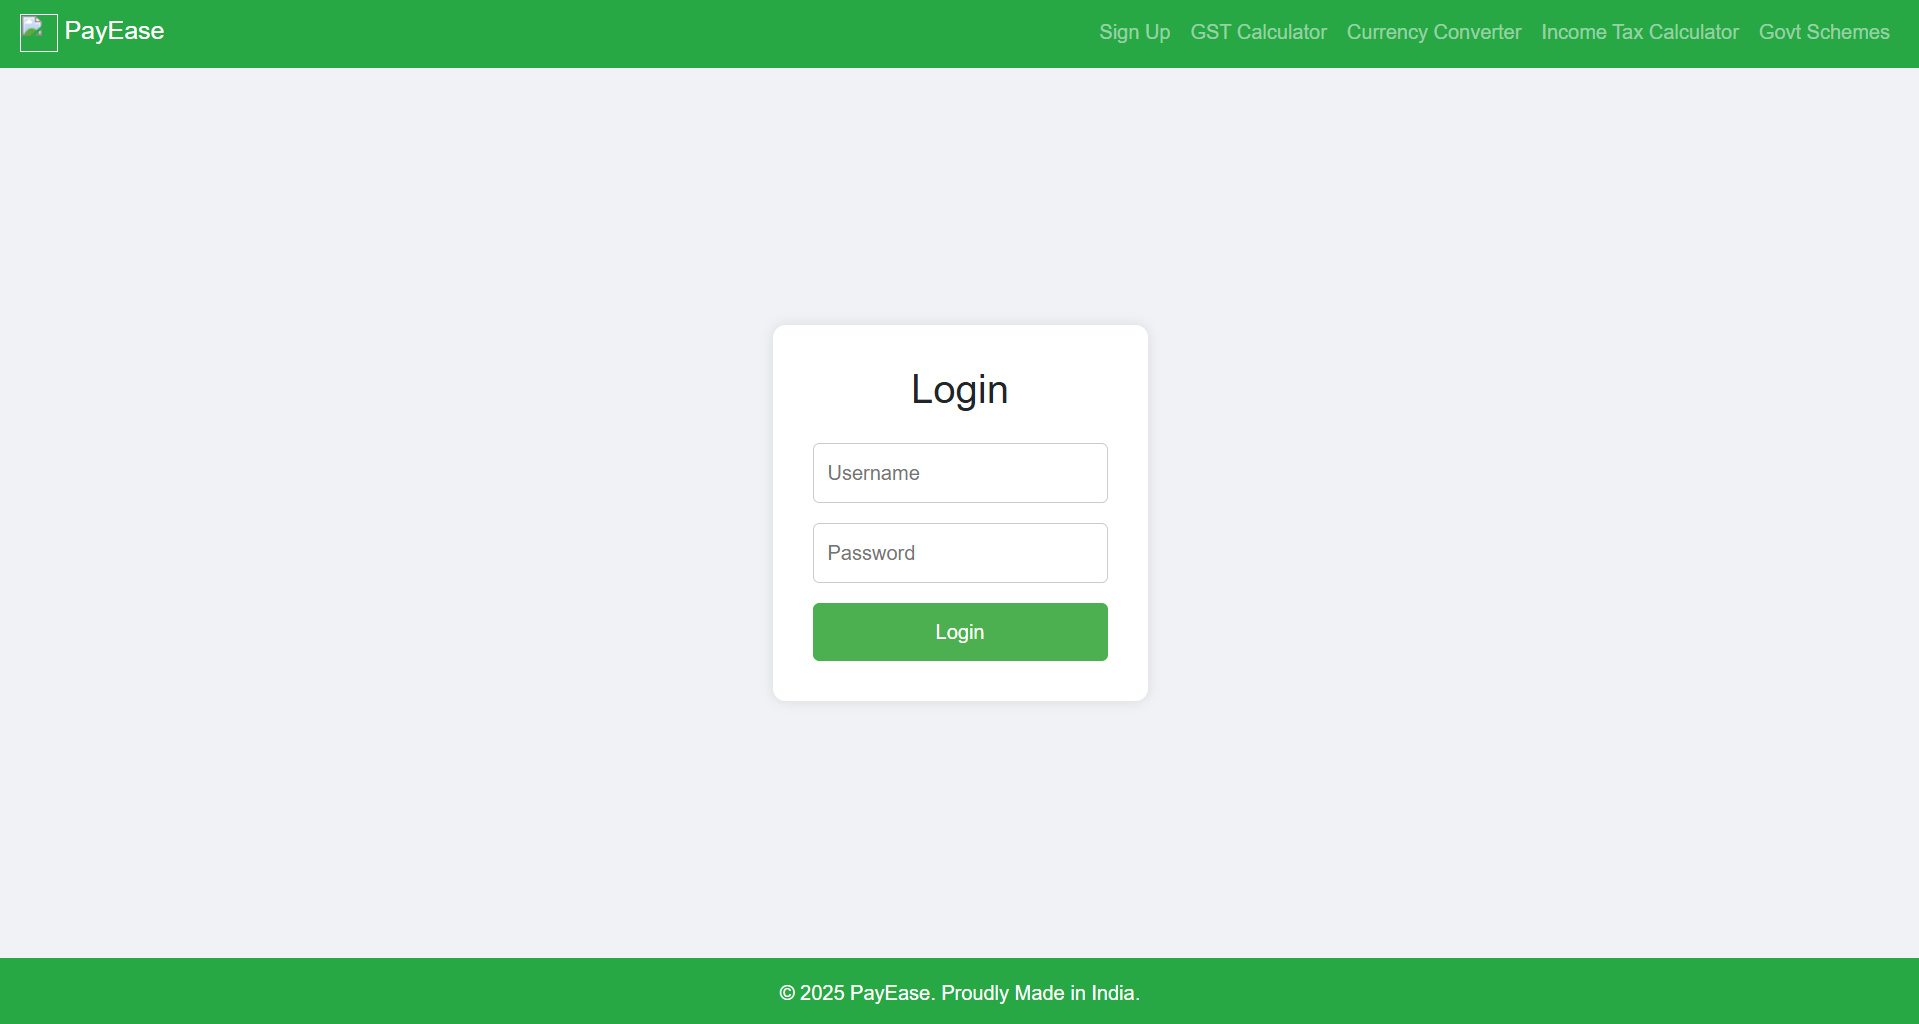 PayEase
Sign Up GST Calculator Currency Converter Income Tax Calculator Govt Schemes
Login
Username
Password
Login
© 2025 PayEase. Proudly Made in India.